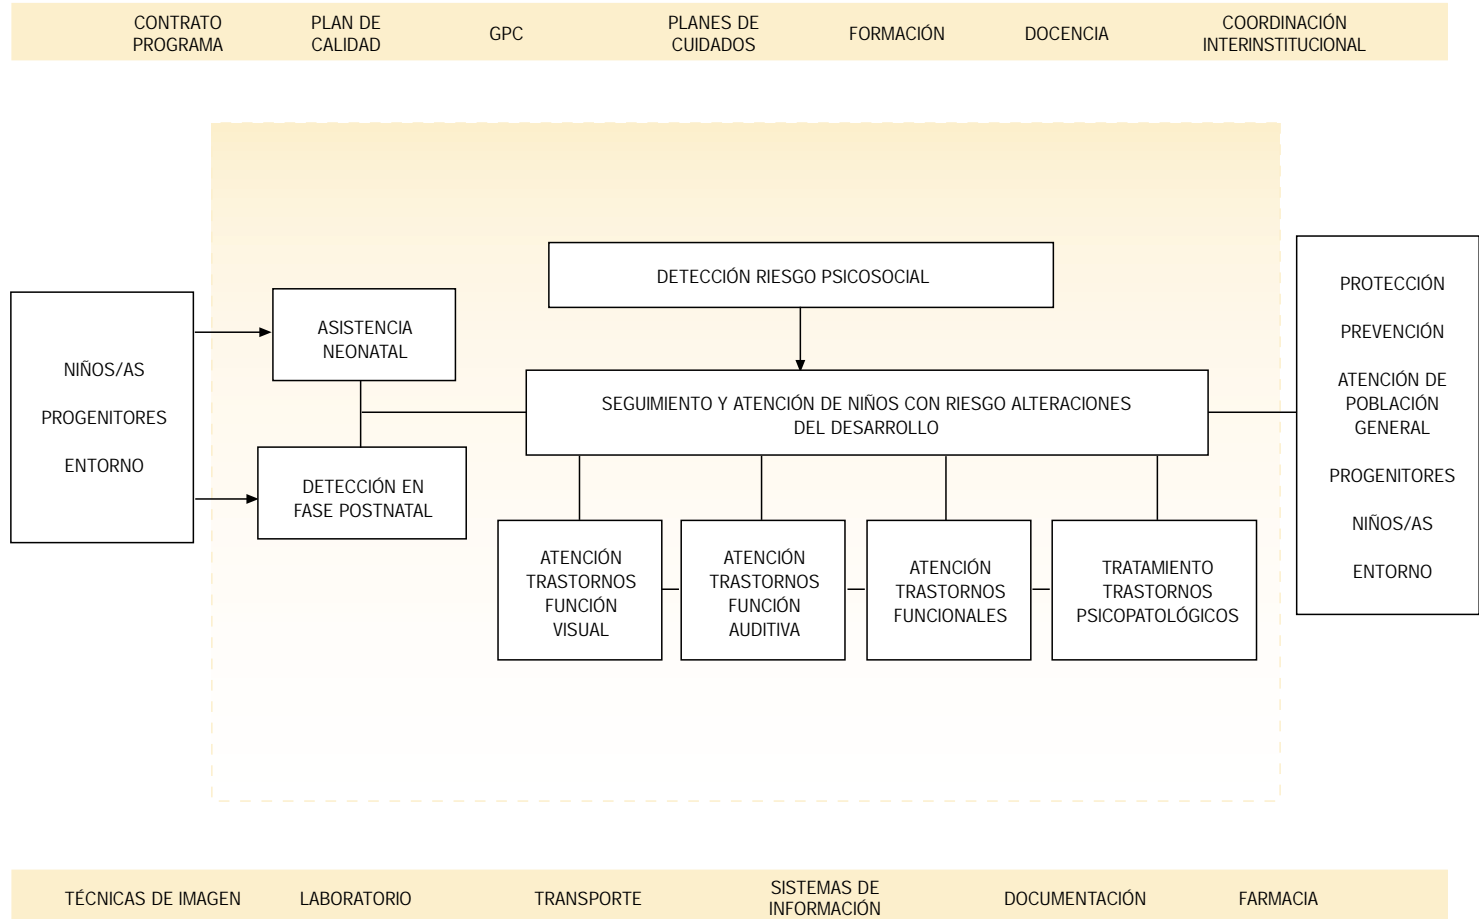 CONTRATO
PROGRAMA
PLAN DE
CALIDAD
GPC
PLANES DE
CUIDADOS
FORMACIÓN
DOCENCIA
COORDINACIÓN
INTERINSTITUCIONAL
NIÑOS/AS
PROGENITORES
ENTORNO
ASISTENCIA
NEONATAL
DETECCIÓN EN
FASE POSTNATAL
DETECCIÓN RIESGO PSICOSOCIAL
SEGUIMIENTO Y ATENCIÓN DE NIÑOS CON RIESGO ALTERACIONES
DEL DESARROLLO
ATENCIÓN
TRASTORNOS
FUNCIÓN
VISUAL
ATENCIÓN
TRASTORNOS
FUNCIÓN
AUDITIVA
ATENCIÓN
TRASTORNOS
FUNCIONALES
TRATAMIENTO
TRASTORNOS
PSICOPATOLÓGICOS
PROTECCIÓN
PREVENCIÓN
ATENCIÓN DE
POBLACIÓN
GENERAL
PROGENITORES
NIÑOS/AS
ENTORNO
TÉCNICAS DE IMAGEN
LABORATORIO
TRANSPORTE
SISTEMAS DE
INFORMACIÓN
DOCUMENTACIÓN
FARMACIA